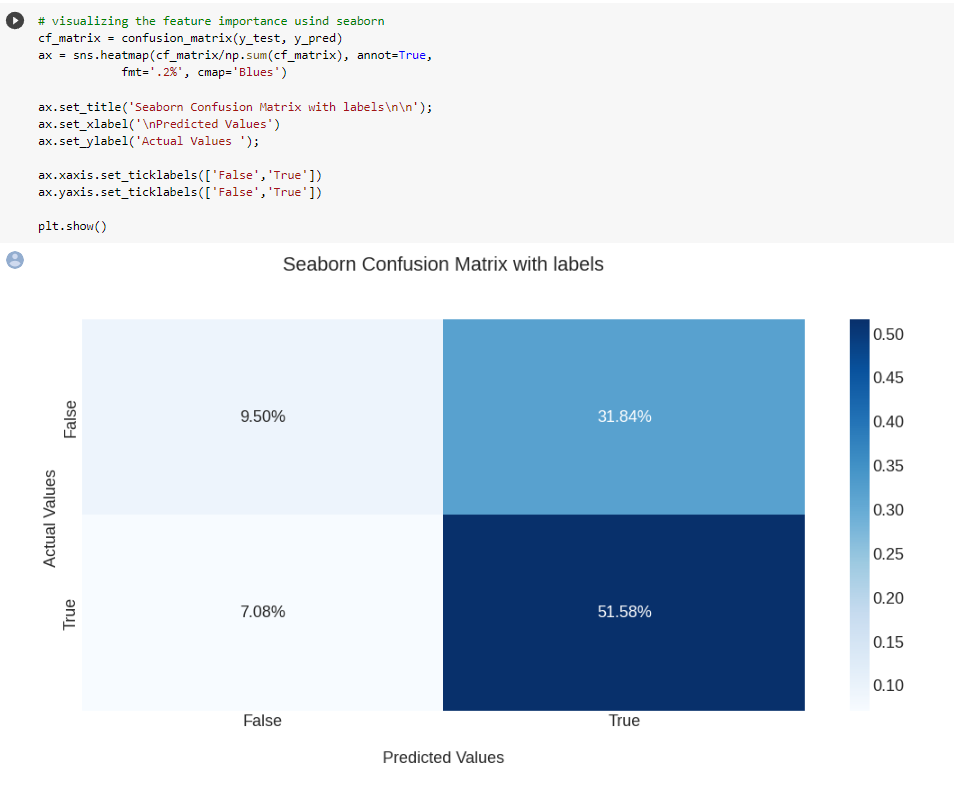 # visualizing the feature importance usind seaborn
cf_matrix = confusion_matrix(y_test, y_pred)
ax = sns.heatmap(cf_matrix/np.sum(cf_matrix), annot=True,
            fmt='.2%', cmap='Blues')
ax.set_title('Seaborn Confusion Matrix with labels\n\n');
ax.set_xlabel('\nPredicted Values')
ax.set_ylabel('Actual Values ');
ax.xaxis.set_ticklabels(['False','True'])
ax.yaxis.set_ticklabels(['False','True'])
plt.show()
Seaborn Confusion Matrix with labels
Actual Values
False
True
9.50%
31.84%
7.08%
51.58%
False
True
Predicted Values
0.50
0.45
0.40
0.35
0.30
0.25
0.20
0.15
0.10